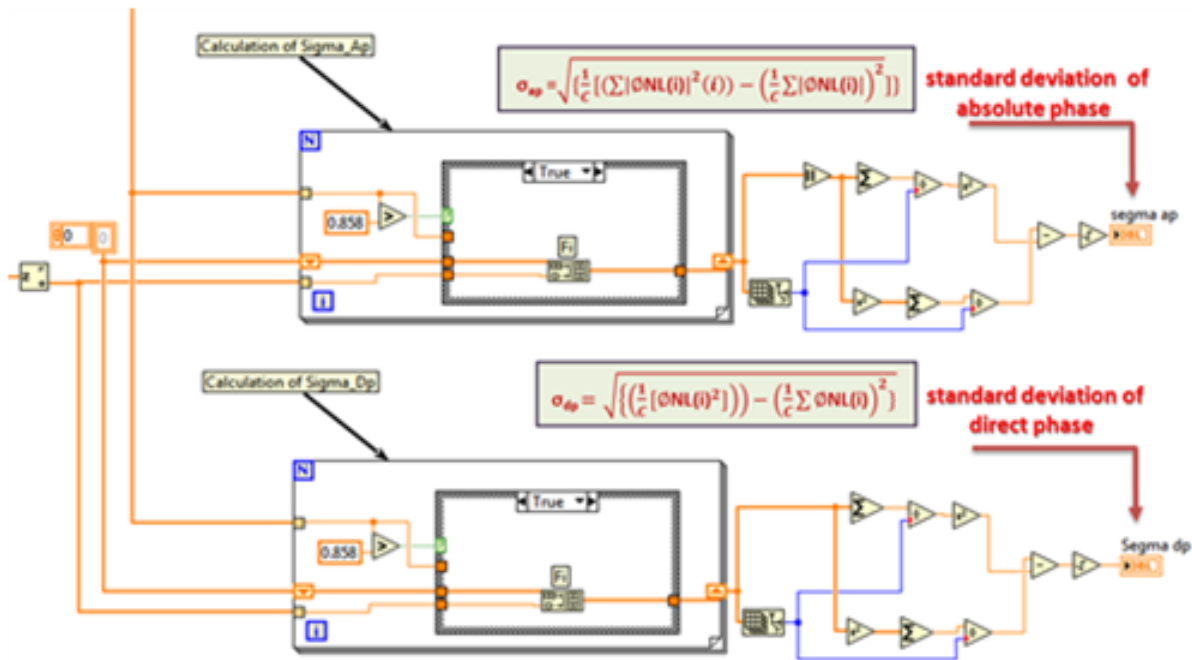 Calculation of Sigma_Ap
σap =√{1/C [(∑|ØNL(i)|²(i)) − (1/C ∑|ØNL(i)|)²]}
standard deviation of
absolute phase
N
True
0.858
>
segma ap
0
0
Fi
i
Calculation of Sigma_Dp
σdp = √{(1/C [ØNL(i)²])) − (1/C ∑ ØNL(i))²}
standard deviation of
direct phase
N
True
0.858
>
Segma dp
Fi
i